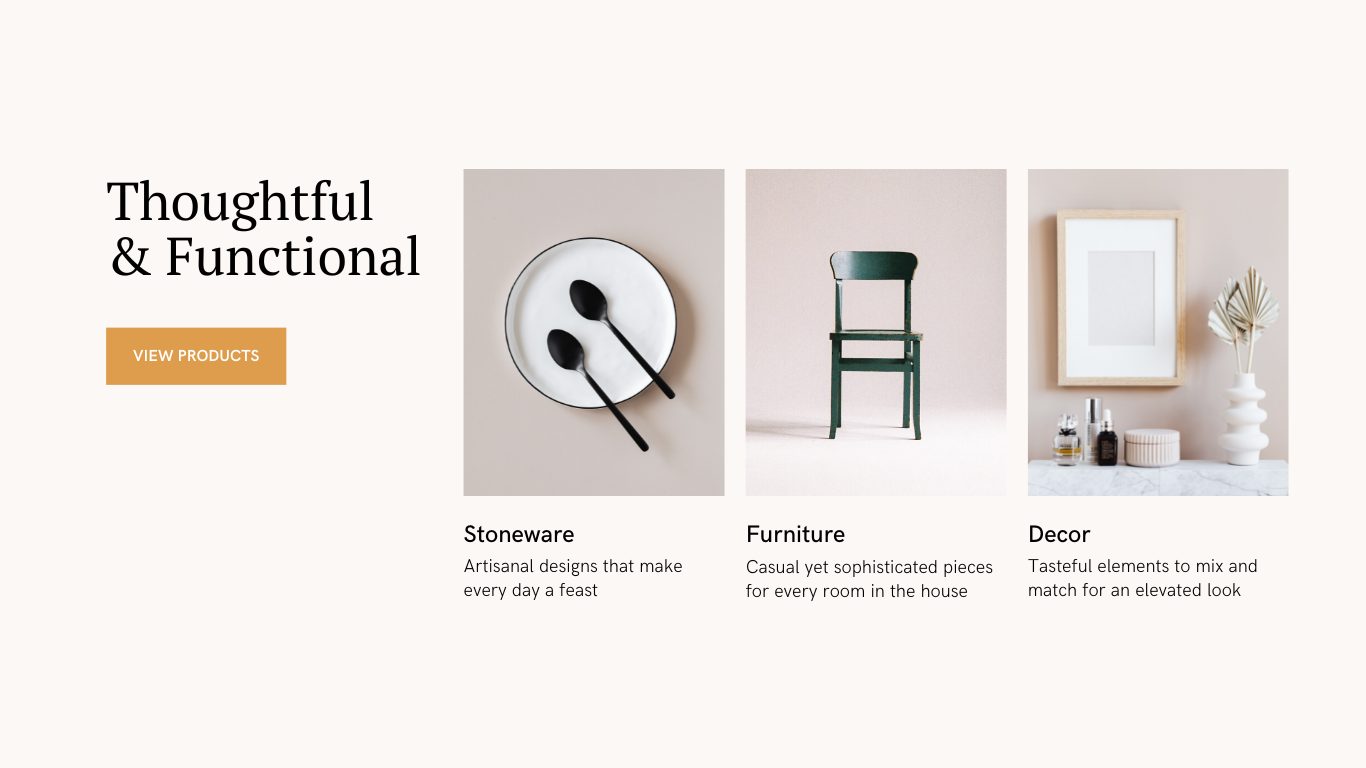 Thoughtful
& Functional
VIEW PRODUCTS
Stoneware
Artisanal designs that make
every day a feast
Furniture
Casual yet sophisticated pieces
for every room in the house
Decor
Tasteful elements to mix and
match for an elevated look